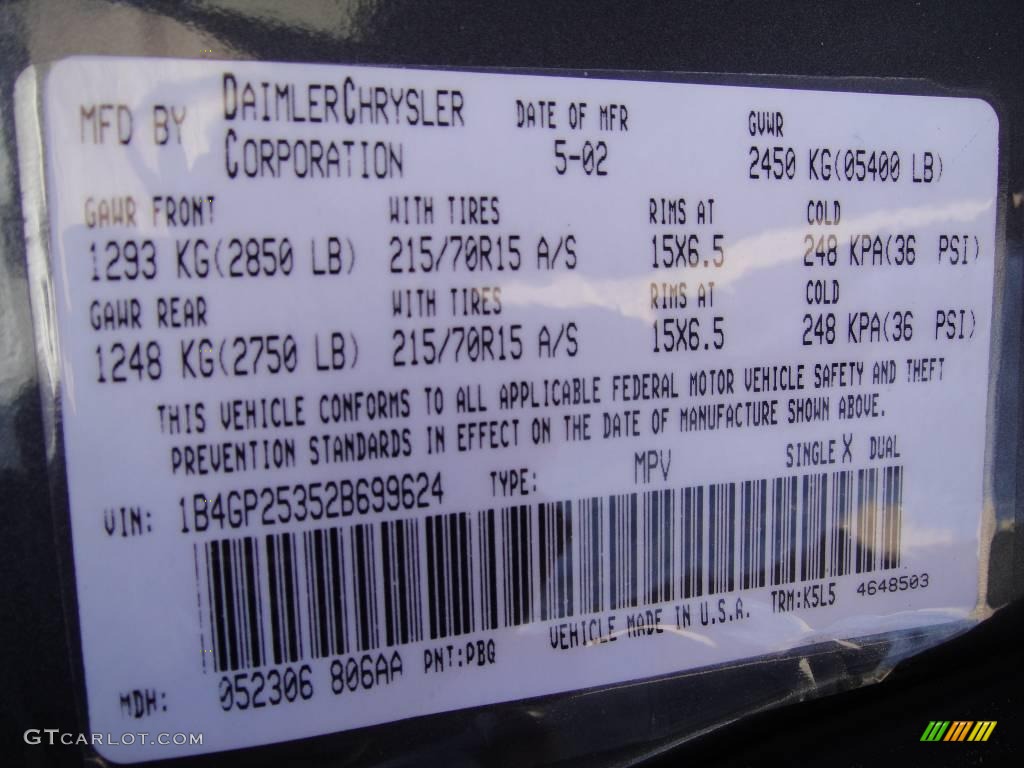 MFD BY DAIMLERCHRYSLER CORPORATION DATE OF MFR 5-02 GVWR 2450 KG(05400 LB)
GAWR FRONT WITH TIRES RIMS AT COLD
1293 KG(2850 LB) 215/70R15 A/S 15X6.5 248 KPA(36 PSI)
GAWR REAR WITH TIRES RIMS AT COLD
1248 KG(2750 LB) 215/70R15 A/S 15X6.5 248 KPA(36 PSI)
THIS VEHICLE CONFORMS TO ALL APPLICABLE FEDERAL MOTOR VEHICLE SAFETY AND THEFT
PREVENTION STANDARDS IN EFFECT ON THE DATE OF MANUFACTURE SHOWN ABOVE.
VIN: 1B4GP25352B699624 TYPE: MPV SINGLE X DUAL
VEHICLE MADE IN U.S.A. TRM:K5L5 4648503
MDH: 052306 806AA PNT:PBQ
GTCARLOT.COM